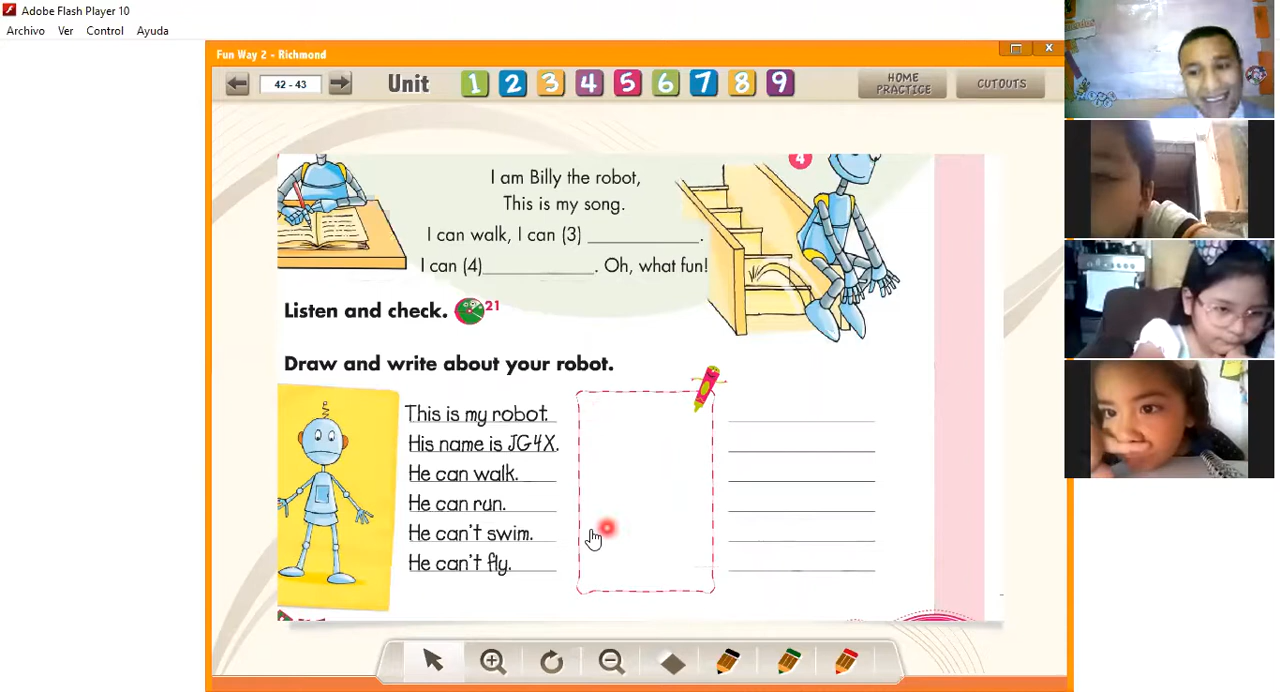 Adobe Flash Player 10
Archivo Ver Control Ayuda
Fun Way 2 - Richmond
42 - 43
Unit
1 2 3 4 5 6 7 8 9
HOME PRACTICE
CUTOUTS
4
I am Billy the robot,
This is my song.
I can walk, I can (3) ____________.
I can (4)____________. Oh, what fun!
Listen and check. 21
Draw and write about your robot.
This is my robot.
His name is JG4X.
He can walk.
He can run.
He can't swim.
He can't fly.